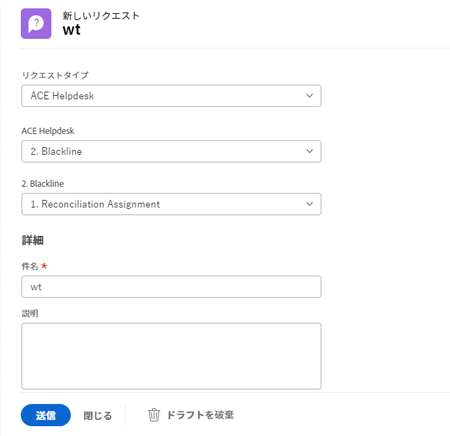 新しいリクエスト
wt
リクエストタイプ
ACE Helpdesk
ACE Helpdesk
2. Blackline
2. Blackline
1. Reconciliation Assignment
詳細
件名 *
wt
説明
送信 閉じる ドラフトを破棄